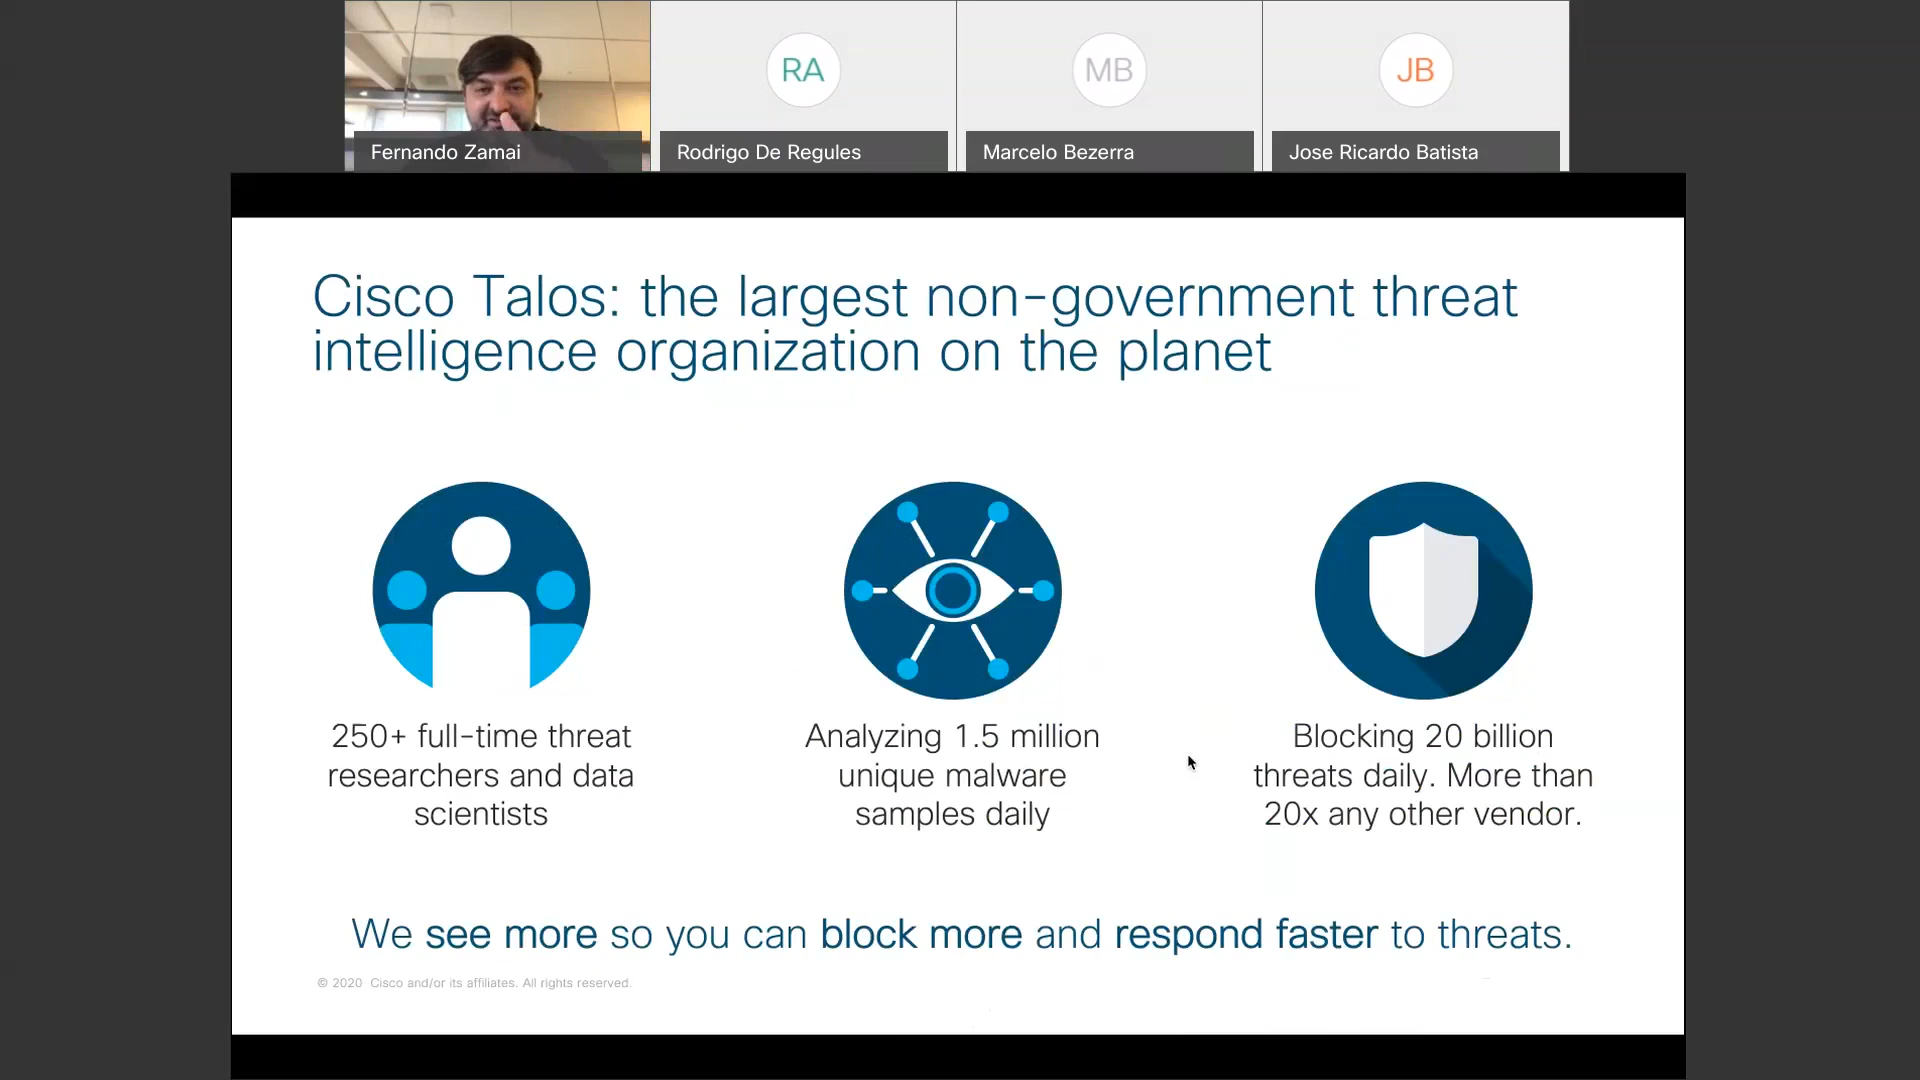 RA
MB
JB
Fernando Zamai
Rodrigo De Regules
Marcelo Bezerra
Jose Ricardo Batista
Cisco Talos: the largest non-government threat
intelligence organization on the planet
250+ full-time threat
researchers and data
scientists
Analyzing 1.5 million
unique malware
samples daily
Blocking 20 billion
threats daily. More than
20x any other vendor.
We see more so you can block more and respond faster to threats.
© 2020 Cisco and/or its affiliates. All rights reserved.